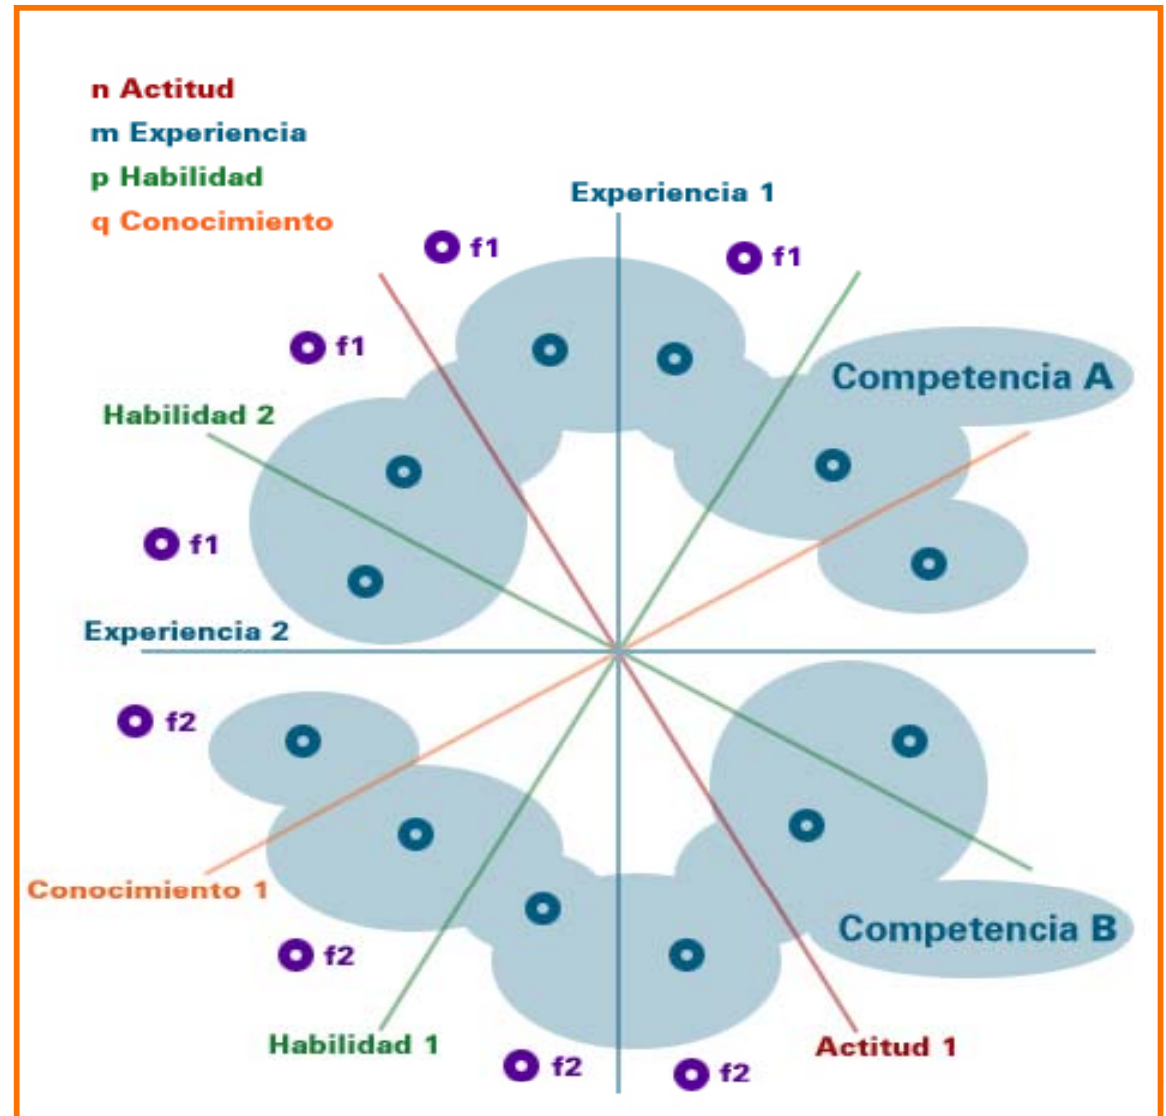 n Actitud
m Experiencia
p Habilidad
q Conocimiento
Experiencia 1
f1
f1
f1
Competencia A
Habilidad 2
f1
Experiencia 2
f2
Conocimiento 1
Competencia B
f2
Habilidad 1
Actitud 1
f2
f2